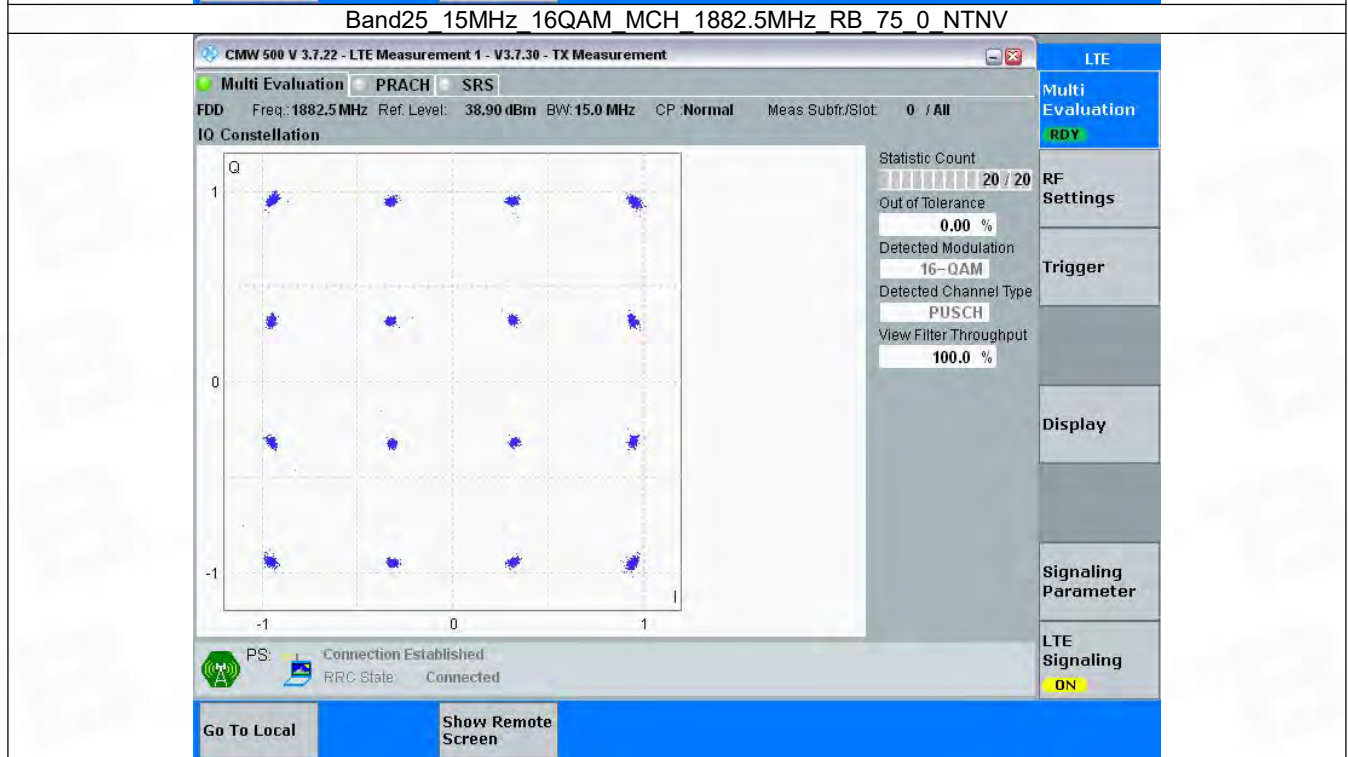 Band25_15MHz_16QAM_MCH_1882.5MHz_RB_75_0_NTNV
CMW 500 V 3.7.22 - LTE Measurement 1 - V3.7.30 - TX Measurement
LTE
Multi Evaluation PRACH SRS
FDD Freq.: 1882.5 MHz Ref. Level: 38.90 dBm BW: 15.0 MHz CP : Normal Meas Subfr./Slot: 0 / All
IQ Constellation
Q
1
0
-1
-1 0 1
I
Statistic Count
20 / 20
Out of Tolerance
0.00 %
Detected Modulation
16-QAM
Detected Channel Type
PUSCH
View Filter Throughput
100.0 %
Multi
Evaluation
RDY
RF
Settings
Trigger
Display
Signaling
Parameter
LTE
Signaling
ON
PS: Connection Established
RRC State: Connected
Go To Local
Show Remote
Screen